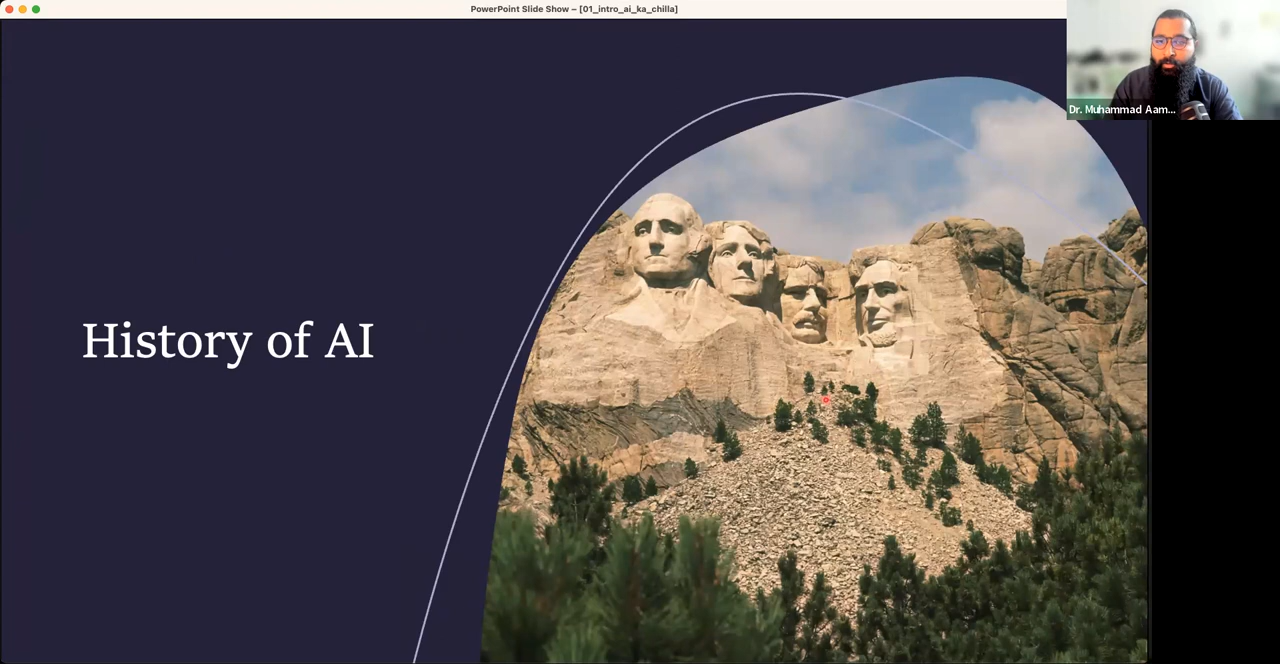 PowerPoint Slide Show – [01_intro_ai_ka_chilla]
Dr. Muhammad Aam...
History of AI